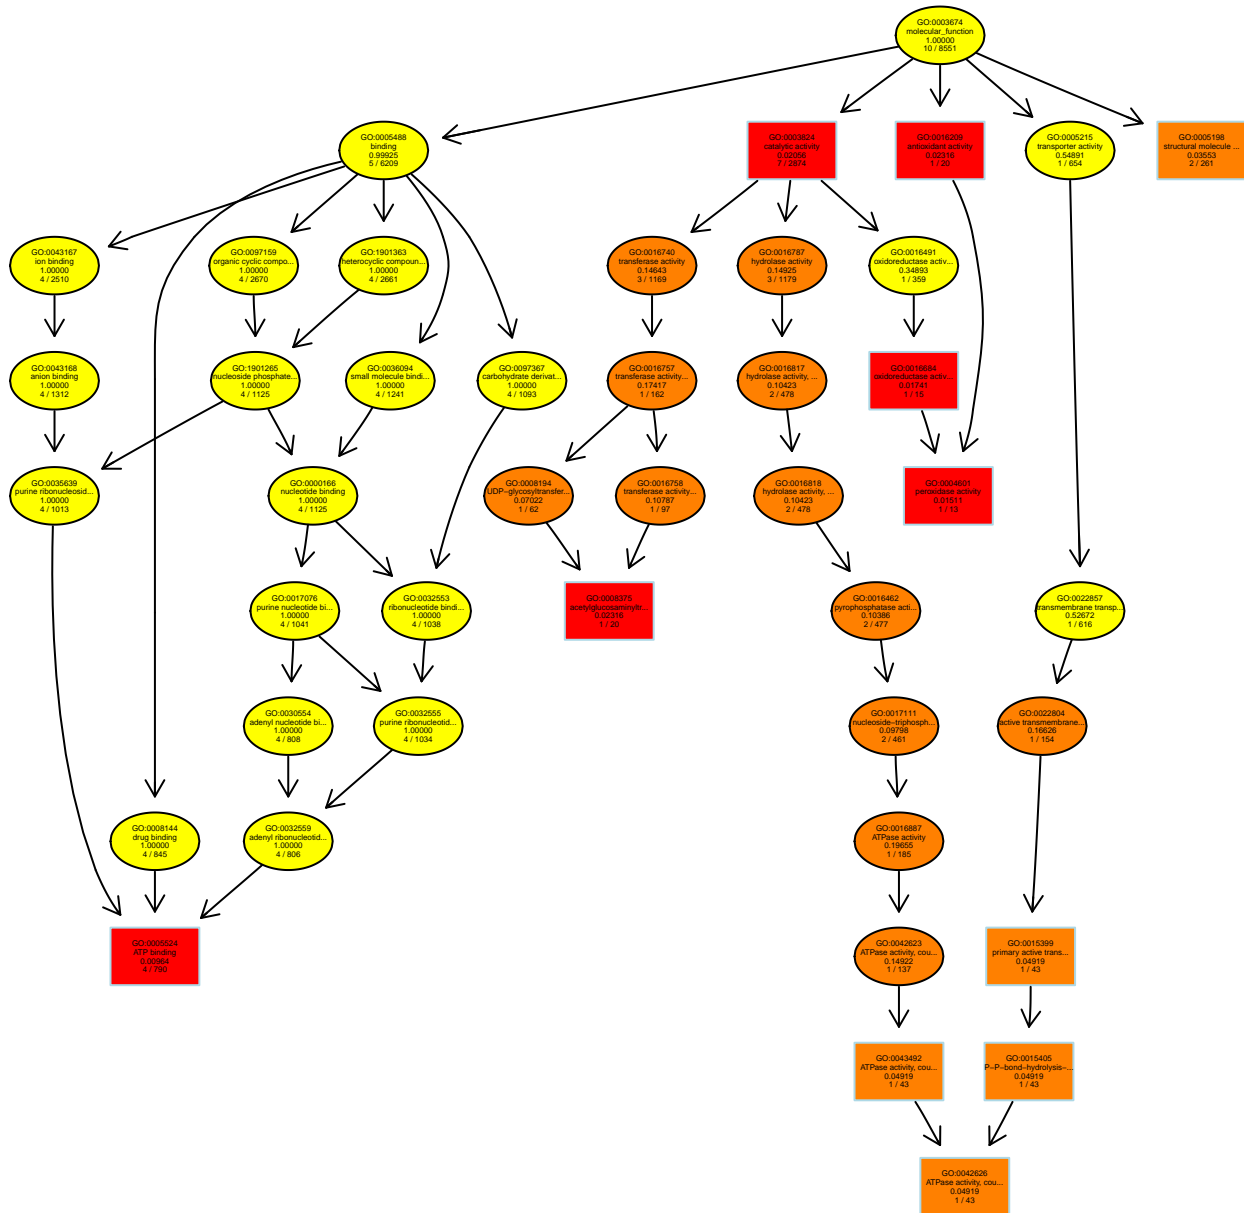 GO:0003674
molecular_function
1.00000
10 / 8551
GO:0005488
binding
0.99925
5 / 6209
GO:0003824
catalytic activity
0.02058
7 / 2874
GO:0016209
antioxidant activity
0.02316
1 / 20
GO:0005215
transporter activity
0.54891
1 / 654
GO:0005198
structural molecule ...
0.03553
2 / 261
GO:0043167
ion binding
1.00000
4 / 2510
GO:0097159
organic cyclic compo...
1.00000
4 / 2670
GO:1901363
heterocyclic compoun...
1.00000
4 / 2661
GO:0016740
transferase activity
0.14643
3 / 1169
GO:0016787
hydrolase activity
0.14925
3 / 1179
GO:0016491
oxidoreductase activ...
0.34893
1 / 359
GO:0043168
anion binding
1.00000
4 / 1312
GO:1901265
nucleoside phosphate...
1.00000
4 / 1125
GO:0036094
small molecule bindi...
1.00000
4 / 1241
GO:0097367
carbohydrate derivat...
1.00000
4 / 1093
GO:0016757
transferase activity...
0.17417
1 / 162
GO:0016817
hydrolase activity, ...
0.10423
2 / 478
GO:0016684
oxidoreductase activ...
0.01741
1 / 15
GO:0035639
purine ribonucleosid...
1.00000
4 / 1013
GO:0000166
nucleotide binding
1.00000
4 / 1125
GO:0008194
UDP−glycosyltransfer...
0.07022
1 / 62
GO:0016758
transferase activity...
0.10787
1 / 97
GO:0016818
hydrolase activity, ...
0.10423
2 / 478
GO:0004601
peroxidase activity
0.01511
1 / 13
GO:0017076
purine nucleotide bi...
1.00000
4 / 1041
GO:0032553
ribonucleotide bindi...
1.00000
4 / 1038
GO:0008375
acetylglucosaminyltr...
0.02316
1 / 20
GO:0016462
pyrophosphatase acti...
0.10386
2 / 477
GO:0022857
transmembrane transp...
0.52672
1 / 616
GO:0030554
adenyl nucleotide bi...
1.00000
4 / 808
GO:0032555
purine ribonucleotid...
1.00000
4 / 1034
GO:0017111
nucleoside−triphosph...
0.09798
2 / 461
GO:0022804
active transmembrane...
0.16626
1 / 154
GO:0008144
drug binding
1.00000
4 / 845
GO:0032559
adenyl ribonucleotid...
1.00000
4 / 806
GO:0016887
ATPase activity
0.19655
1 / 185
GO:0005524
ATP binding
0.00964
4 / 790
GO:0042623
ATPase activity, cou...
0.14922
1 / 137
GO:0015399
primary active trans...
0.04919
1 / 43
GO:0043492
ATPase activity, cou...
0.04919
1 / 43
GO:0015405
P−P−bond−hydrolysis−...
0.04919
1 / 43
GO:0042626
ATPase activity, cou...
0.04919
1 / 43